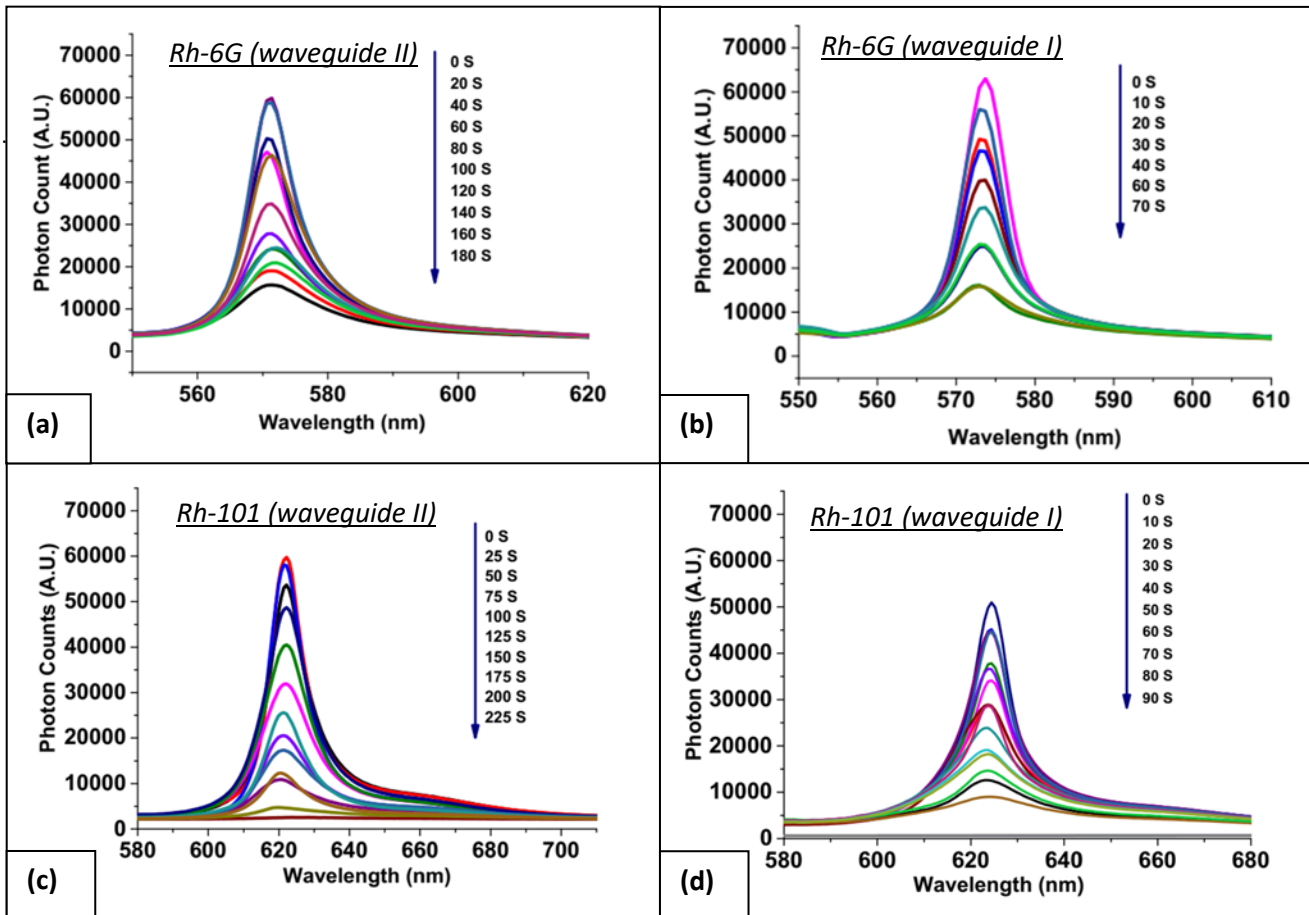 Rh-6G (waveguide II)
70000
60000
50000
40000
30000
20000
10000
0
Photon Count (A.U.)
0 S
20 S
40 S
60 S
80 S
100 S
120 S
140 S
160 S
180 S
560 580 600 620
Wavelength (nm)
(a)
Rh-6G (waveguide I)
70000
60000
50000
40000
30000
20000
10000
0
Photon Count (A.U.)
0 S
10 S
20 S
30 S
40 S
60 S
70 S
550 560 570 580 590 600 610
Wavelength (nm)
(b)
Rh-101 (waveguide II)
70000
60000
50000
40000
30000
20000
10000
0
Photon Counts (A.U.)
0 S
25 S
50 S
75 S
100 S
125 S
150 S
175 S
200 S
225 S
580 600 620 640 660 680 700
Wavelength (nm)
(c)
Rh-101 (waveguide I)
70000
60000
50000
40000
30000
20000
10000
0
Photon Counts (A.U.)
0 S
10 S
20 S
30 S
40 S
50 S
60 S
70 S
80 S
90 S
580 600 620 640 660 680
Wavelength (nm)
(d)